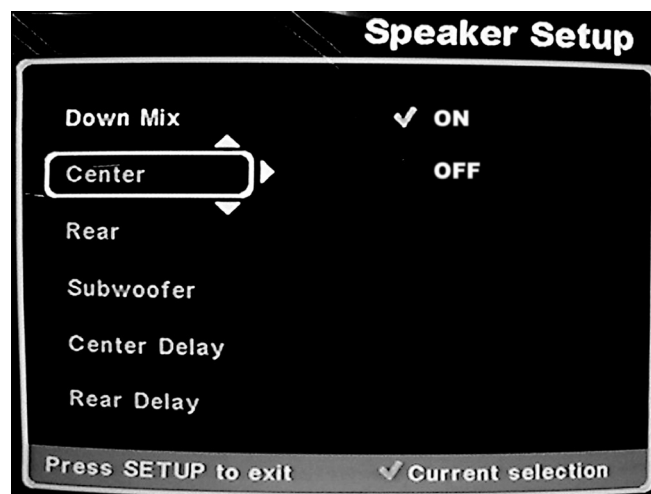 Speaker Setup
Down Mix ✓ ON
Center OFF
Rear
Subwoofer
Center Delay
Rear Delay
Press SETUP to exit ✓ Current selection